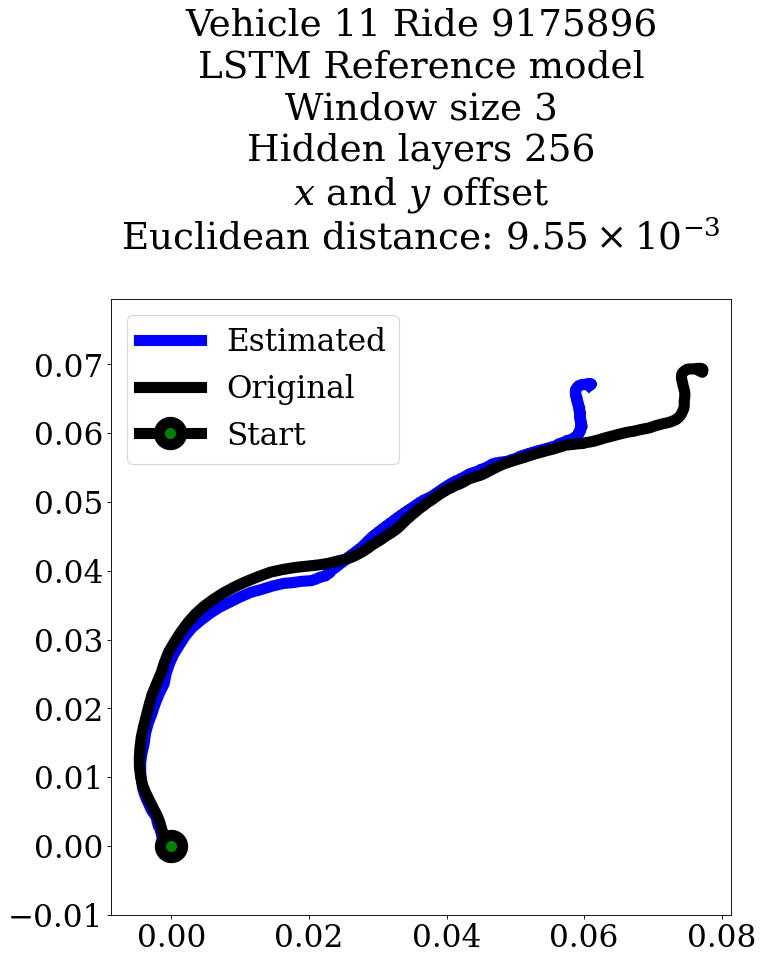 Vehicle 11 Ride 9175896
LSTM Reference model
Window size 3
Hidden layers 256
x and y offset
Euclidean distance: 9.55 × 10⁻³
Estimated
Original
Start
0.07
0.06
0.05
0.04
0.03
0.02
0.01
0.00
−0.01
0.00 0.02 0.04 0.06 0.08